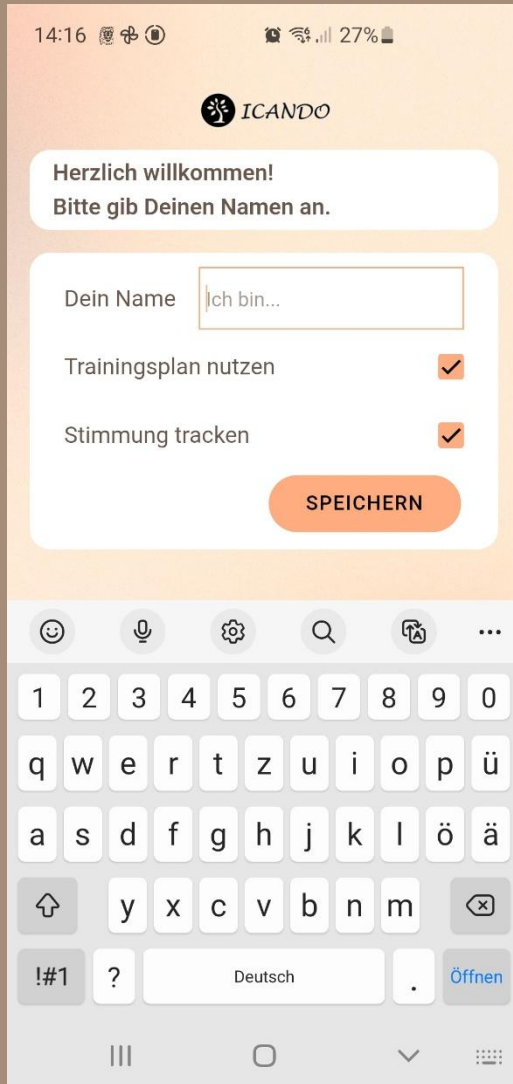 14:16 27%
ICANDO
Herzlich willkommen!
Bitte gib Deinen Namen an.
Dein Name Ich bin...
Trainingsplan nutzen
Stimmung tracken
SPEICHERN
1 2 3 4 5 6 7 8 9 0
q w e r t z u i o p ü
a s d f g h j k l ö ä
y x c v b n m
!#1 ? Deutsch . Öffnen